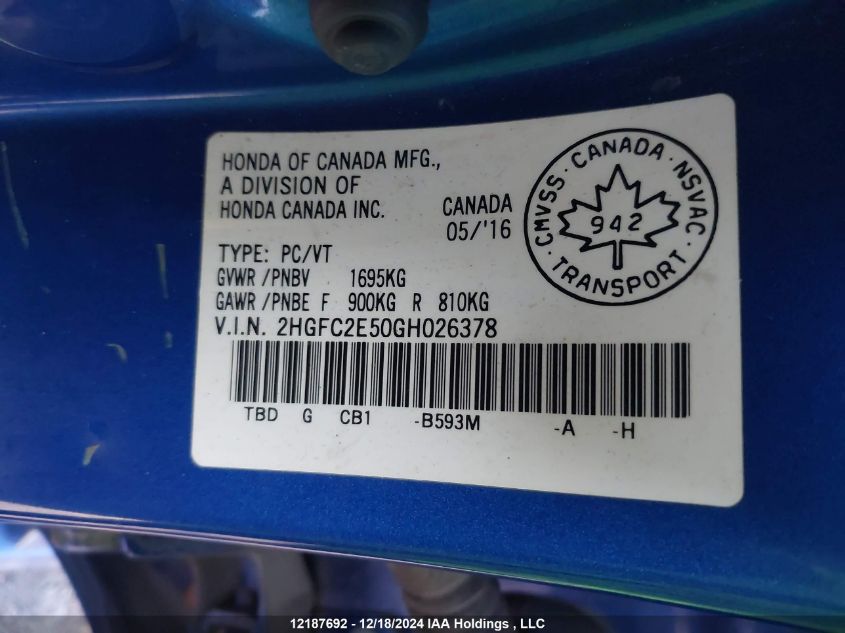 HONDA OF CANADA MFG.,
A DIVISION OF
HONDA CANADA INC.
CANADA
05/'16
TYPE: PC/VT
GVWR /PNBV 1695KG
GAWR /PNBE F 900KG R 810KG
V.I.N. 2HGFC2E50GH026378
TBD G CB1 -B593M -A -H
CMVSS · CANADA · NSVAC
942
· TRANSPORT ·
12187692 - 12/18/2024 IAA Holdings , LLC